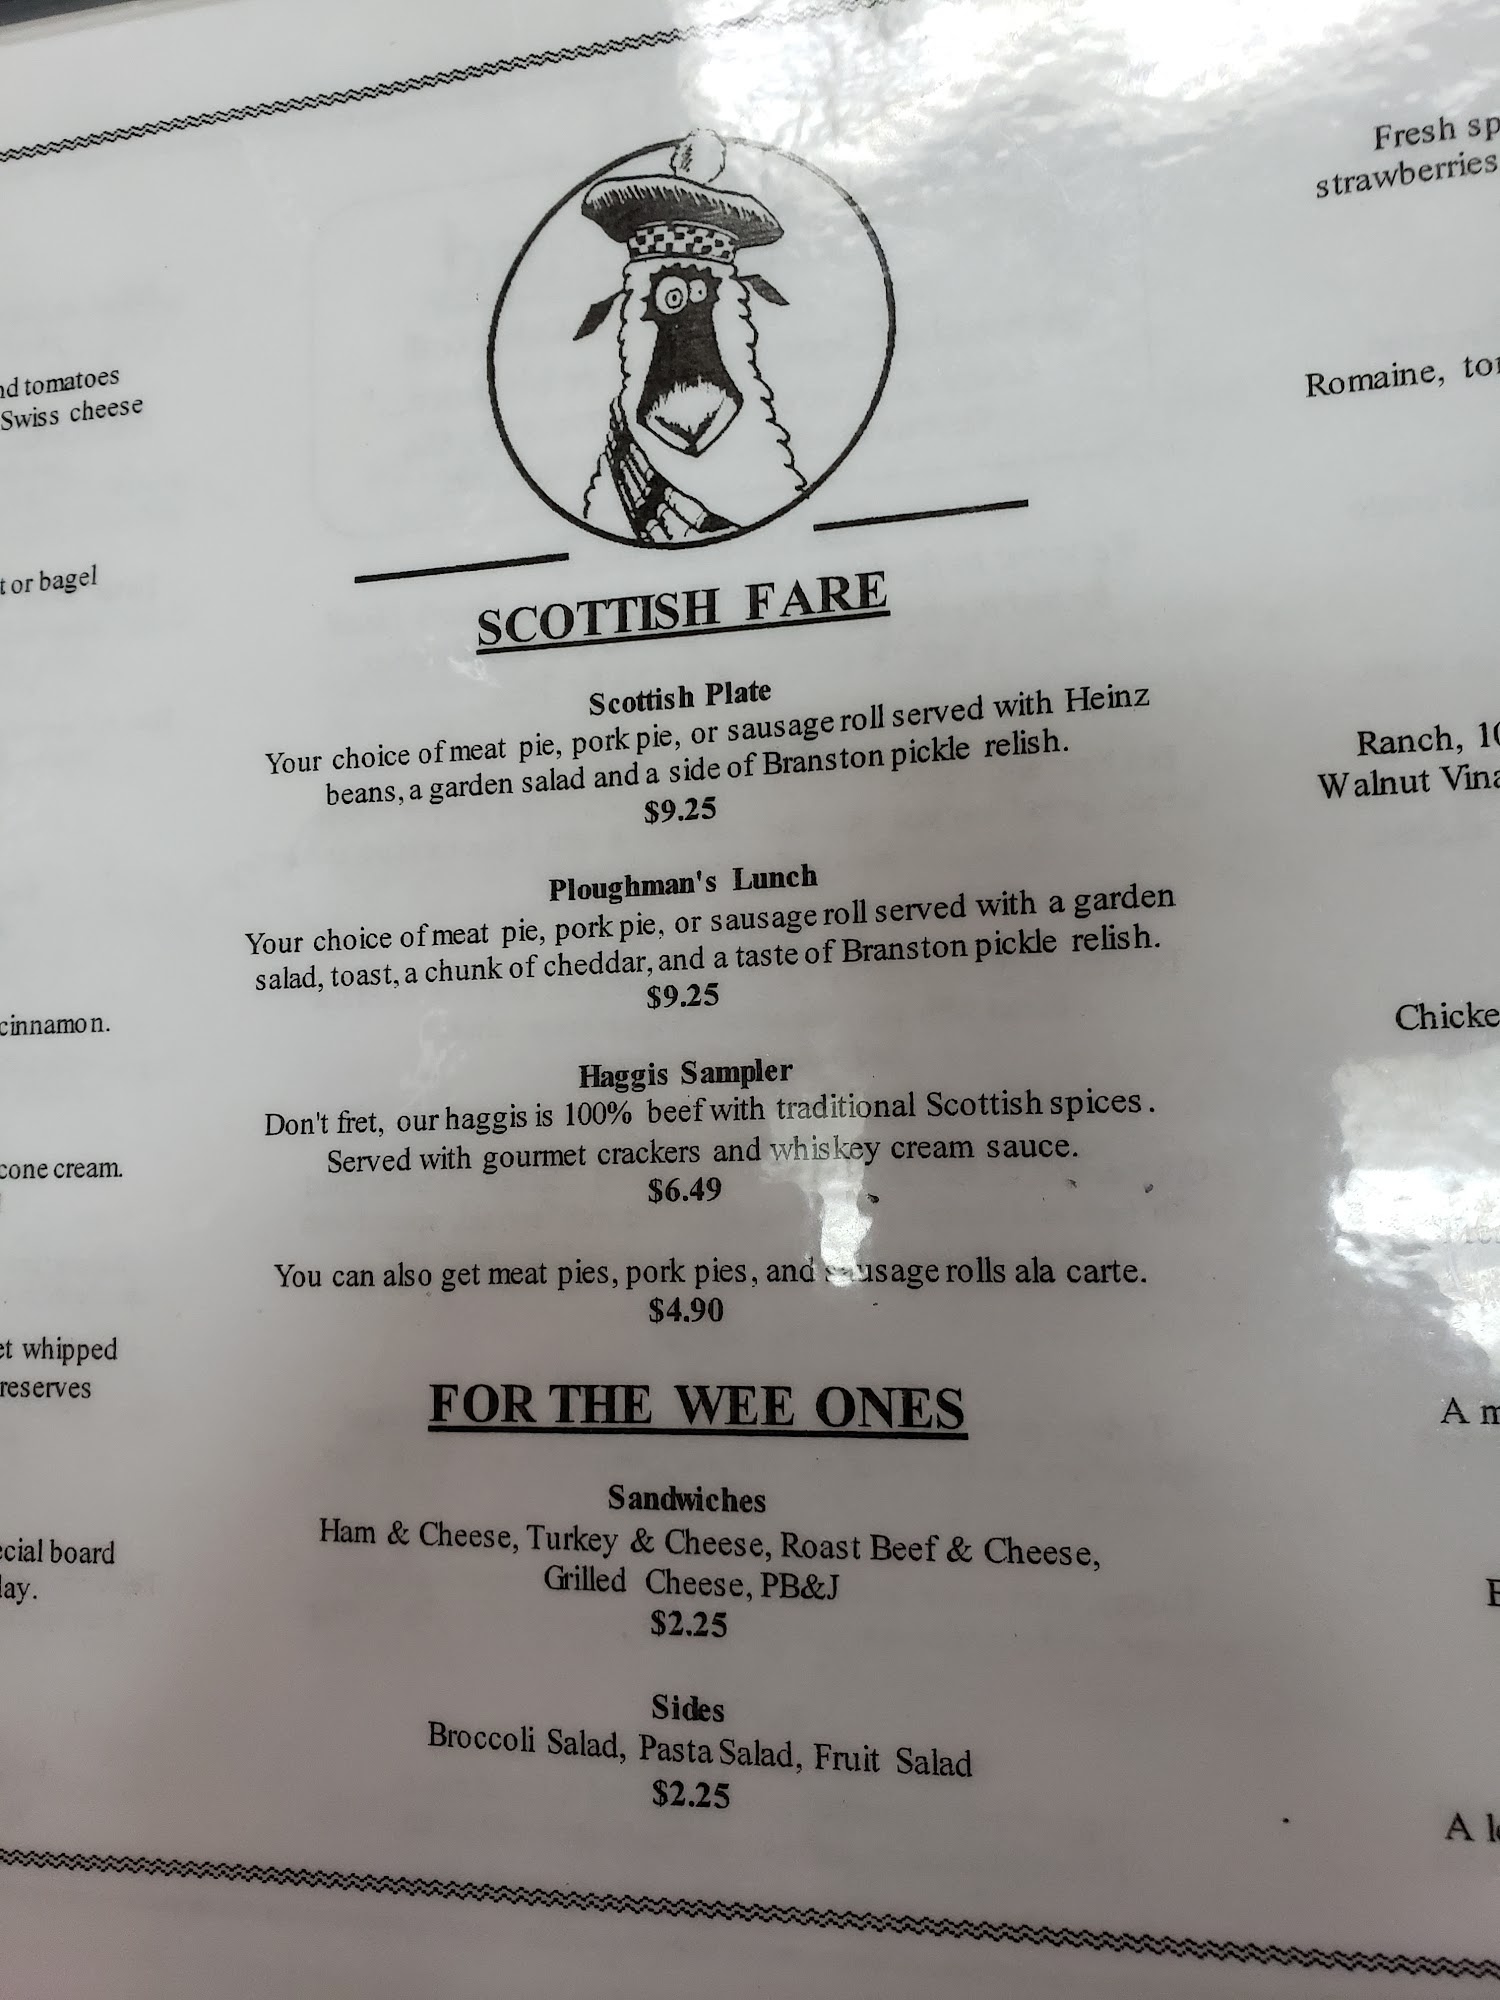 nd tomatoes
Swiss cheese
t or bagel
cinnamon.
cone cream.
et whipped
reserves
ecial board
day.
SCOTTISH FARE
Scottish Plate
Your choice of meat pie, pork pie, or sausage roll served with Heinz
beans, a garden salad and a side of Branston pickle relish.
$9.25
Ploughman's Lunch
Your choice of meat pie, pork pie, or sausage roll served with a garden
salad, toast, a chunk of cheddar, and a taste of Branston pickle relish.
$9.25
Haggis Sampler
Don't fret, our haggis is 100% beef with traditional Scottish spices.
Served with gourmet crackers and whiskey cream sauce.
$6.49
You can also get meat pies, pork pies, and sausage rolls ala carte.
$4.90
FOR THE WEE ONES
Sandwiches
Ham & Cheese, Turkey & Cheese, Roast Beef & Cheese,
Grilled Cheese, PB&J
$2.25
Sides
Broccoli Salad, Pasta Salad, Fruit Salad
$2.25
Fresh sp
strawberries
Romaine, to
Ranch, 10
Walnut Vina
Chicke
A m
A l